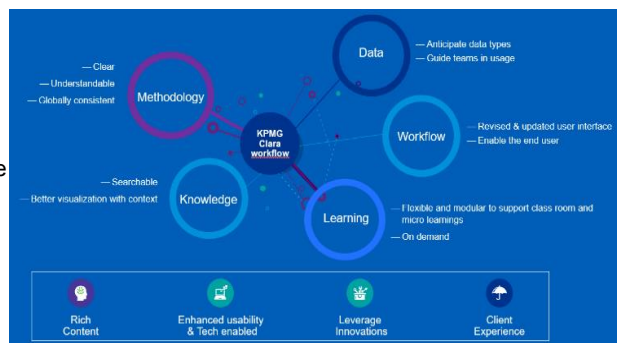 Data
— Anticipate data types
— Guide teams in usage
— Clear
— Understandable
— Globally consistent
Methodology
KPMG
Clara
workflow
Workflow
— Revised & updated user interface
— Enable the end user
e
— Searchable
— Better visualization with context
Knowledge
Learning
— Flexible and modular to support class room and
micro learnings
— On demand
Rich
Content
Enhanced usability
& Tech enabled
Leverage
Innovations
Client
Experience